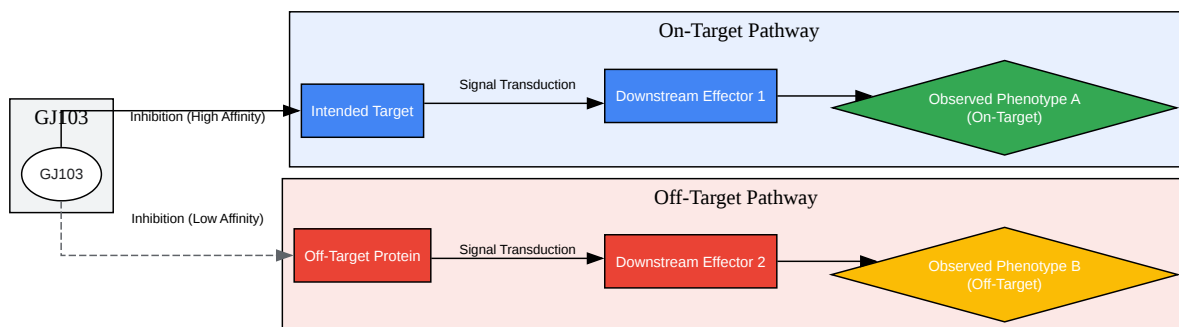 On-Target Pathway
GJ103
GJ103
Inhibition (High Affinity)
Intended Target
Signal Transduction
Downstream Effector 1
Observed Phenotype A
(On-Target)
Off-Target Pathway
Inhibition (Low Affinity)
Off-Target Protein
Signal Transduction
Downstream Effector 2
Observed Phenotype B
(Off-Target)